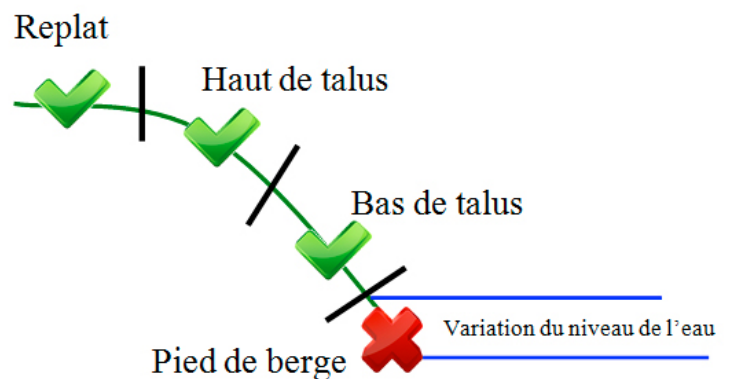 Replat
Haut de talus
Bas de talus
Variation du niveau de l’eau
Pied de berge